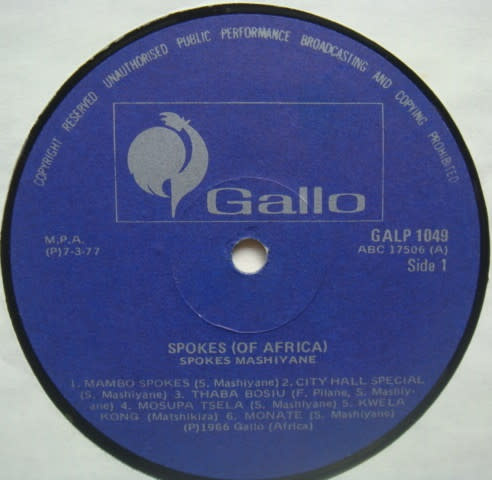 COPYRIGHT RESERVED UNAUTHORISED PUBLIC PERFORMANCE BROADCASTING AND COPYING PROHIBITED
Gallo
M.P.A.
(P)7-3-77
GALP 1049
ABC 17506 (A)
Side 1
SPOKES (OF AFRICA)
SPOKES MASHIYANE
1. MAMBO SPOKES (S. Mashiyane) 2. CITY HALL SPECIAL
(S. Mashiyane) 3. THABA BOSIU (F. Pilane, S. Mashiy-
ane) 4. MOSUPA TSELA (S. Mashiyane) 5. KWELA
KONG (Matshikiza) 6. MONATE (S. Mashiyane)
(P)1966 Gallo (Africa)